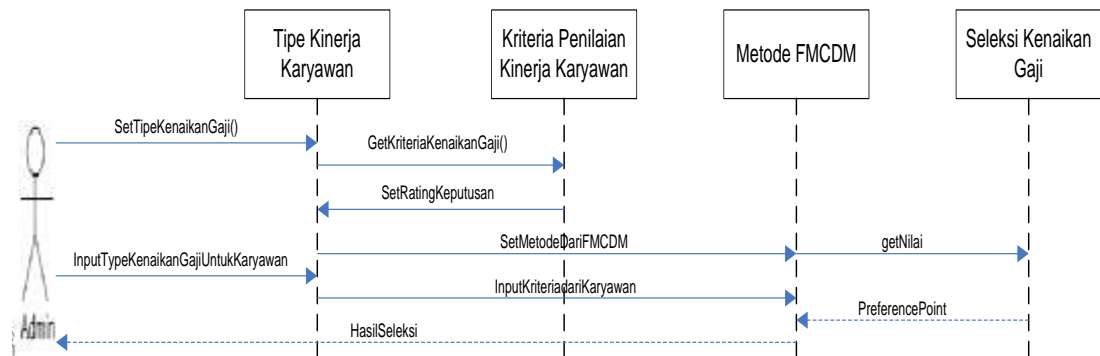 Tipe Kinerja
Karyawan
Kriteria Penilaian
Kinerja Karyawan
Metode FMCDM
Seleksi Kenaikan
Gaji
SetTipeKenaikanGaji()
GetKriteriaKenaikanGaji()
SetRatingKeputusan
SetMetodeDariFMCDM
getNilai
InputTypeKenaikanGajiUntukKaryawan
InputKriteriadariKaryawan
PreferencePoint
Admin
HasilSeleksi